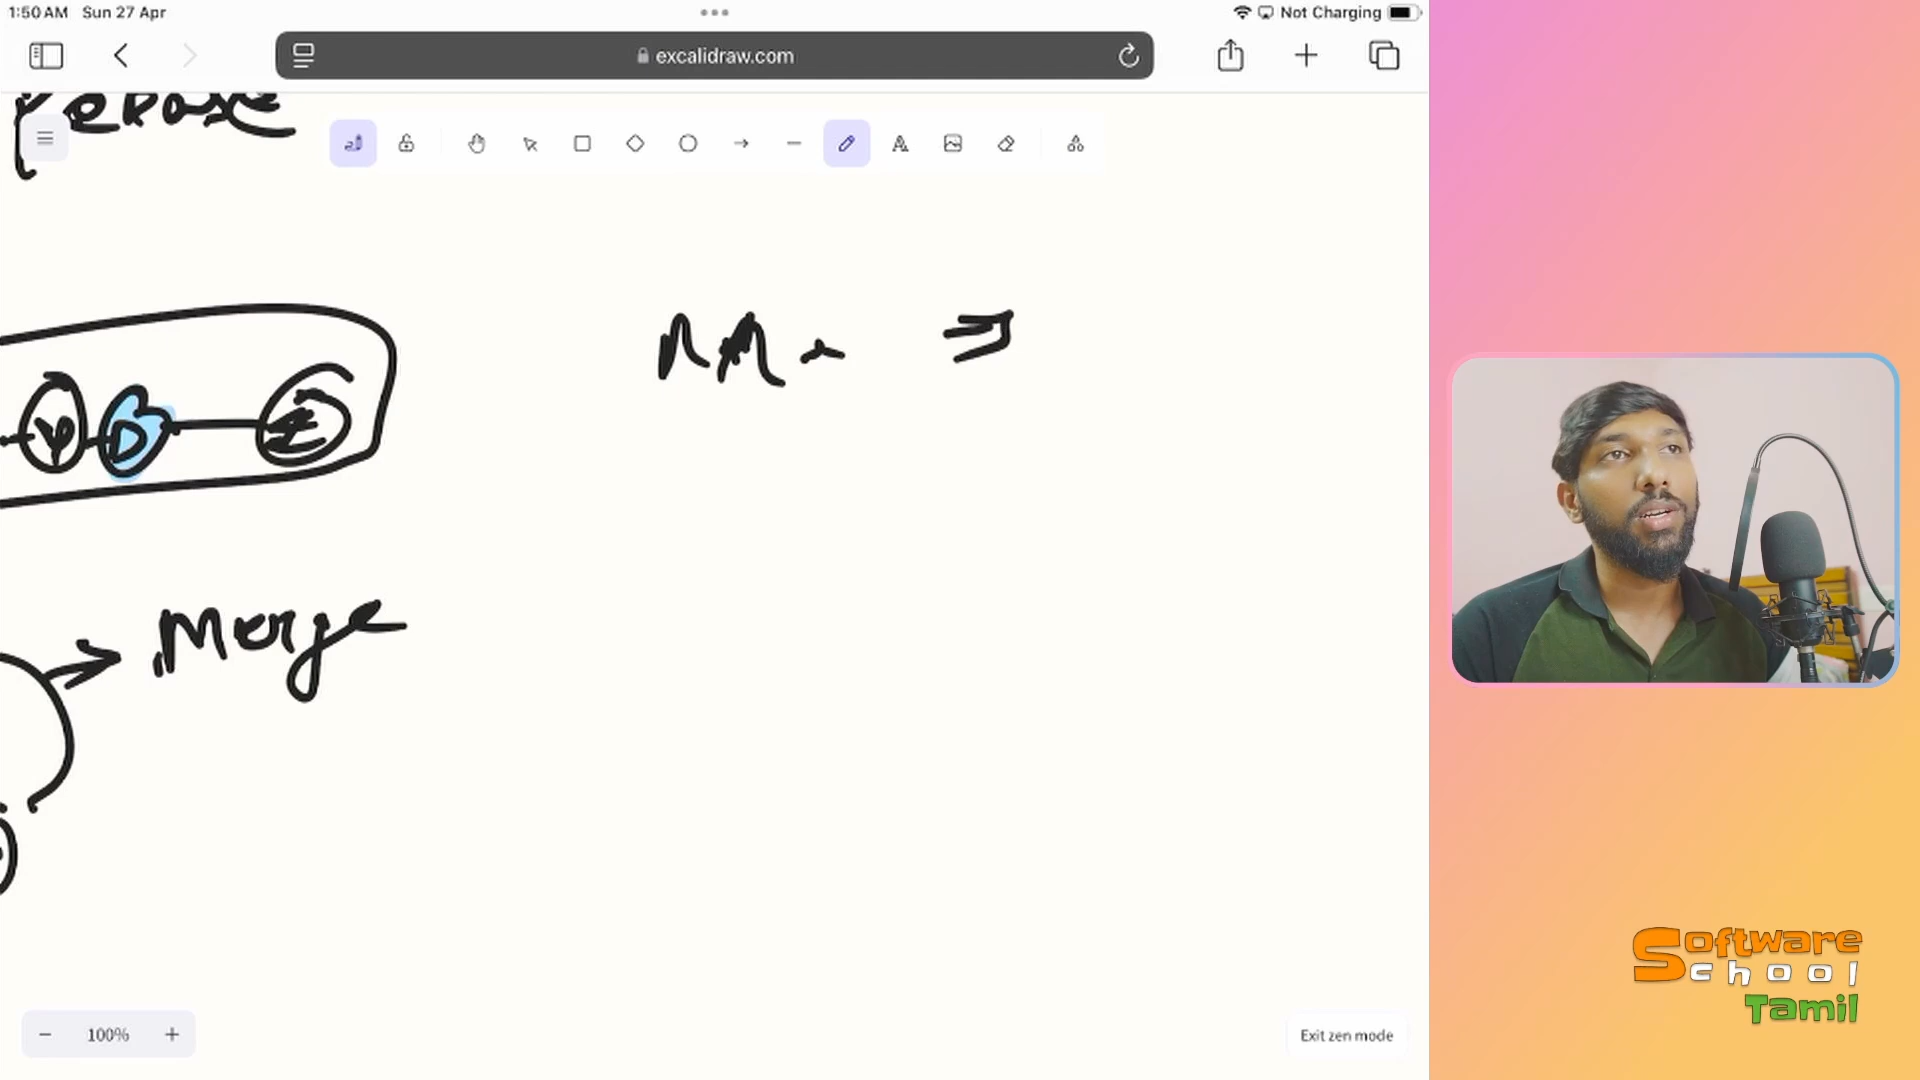 1:50 AM Sun 27 Apr
Not Charging
excalidraw.com
rebase
D
Merge
100%
Exit zen mode
Software
School
Tamil